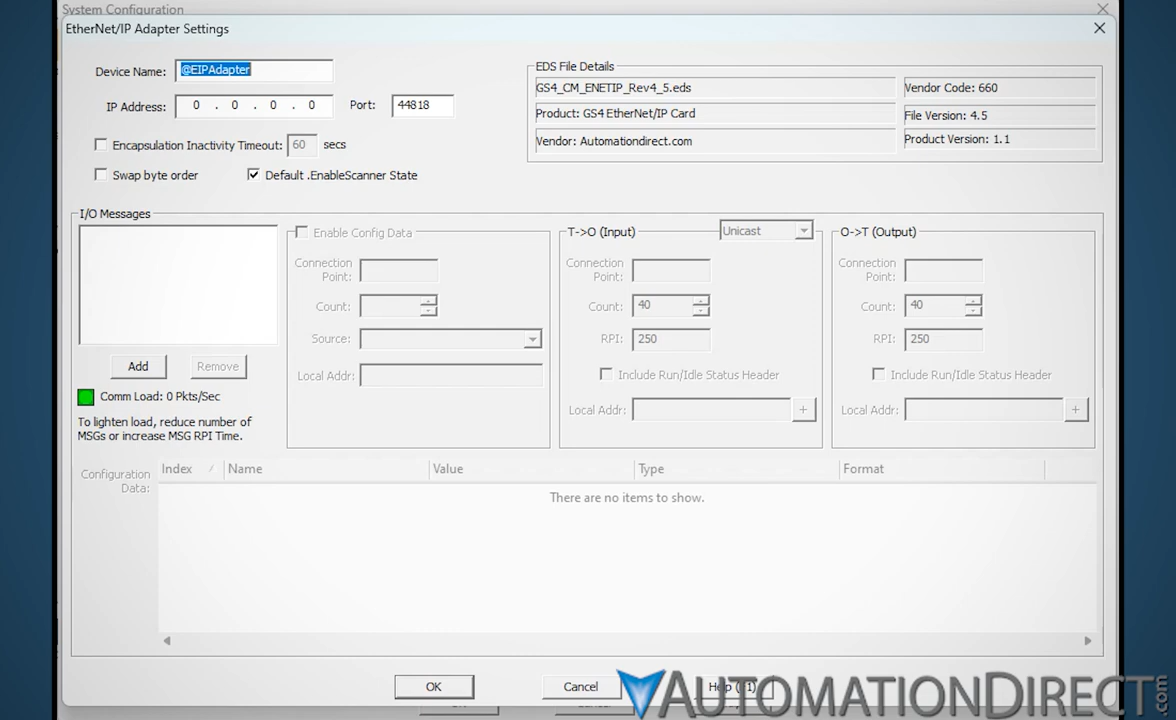 System Configuration
EtherNet/IP Adapter Settings
Device Name: @EIPAdapter
IP Address: 0 . 0 . 0 . 0 Port: 44818
Encapsulation Inactivity Timeout: 60 secs
Swap byte order Default .EnableScanner State
EDS File Details
GS4_CM_ENETIP_Rev4_5.eds Vendor Code: 660
Product: GS4 EtherNet/IP Card File Version: 4.5
Vendor: Automationdirect.com Product Version: 1.1
I/O Messages
Add Remove
Comm Load: 0 Pkts/Sec
To lighten load, reduce number of
MSGs or increase MSG RPI Time.
Enable Config Data
Connection
Point:
Count:
Source:
Local Addr:
T->O (Input) Unicast
Connection
Point:
Count: 40
RPI: 250
Include Run/Idle Status Header
Local Addr: +
O->T (Output)
Connection
Point:
Count: 40
RPI: 250
Include Run/Idle Status Header
Local Addr: +
Configuration
Data:
Index Name Value Type Format
There are no items to show.
OK Cancel
AUTOMATIONDIRECT.com